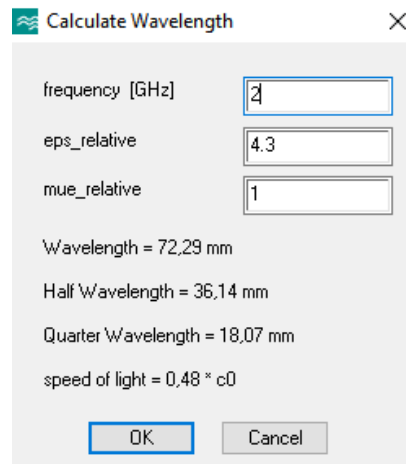 Calculate Wavelength
frequency [GHz] 2
eps_relative 4.3
mue_relative 1
Wavelength = 72,29 mm
Half Wavelength = 36,14 mm
Quarter Wavelength = 18,07 mm
speed of light = 0,48 * c0
OK Cancel